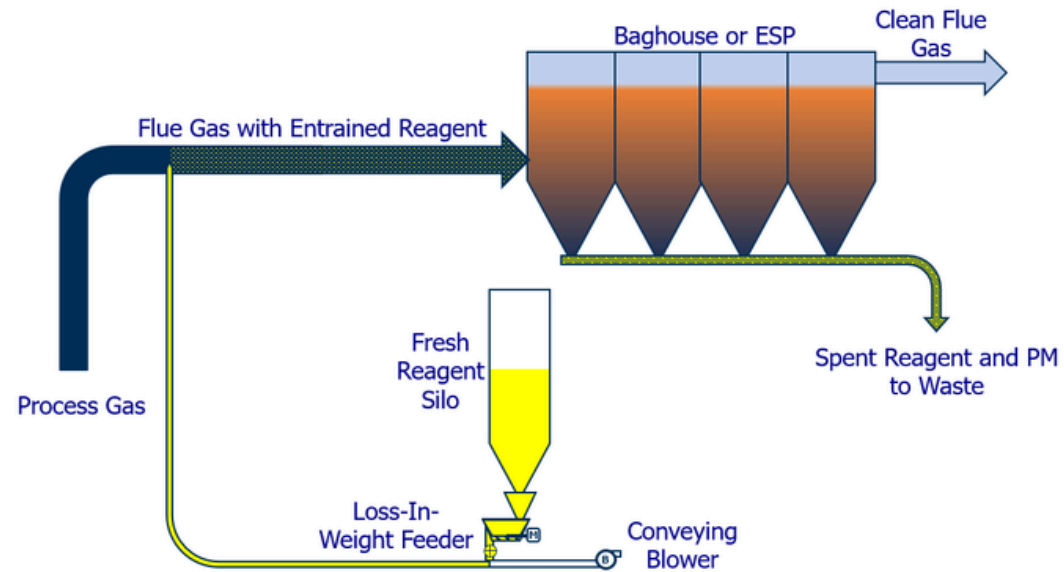 Baghouse or ESP
Clean Flue
Gas
Flue Gas with Entrained Reagent
Process Gas
Fresh
Reagent
Silo
Spent Reagent and PM
to Waste
Loss-In-
Weight Feeder
M
Conveying
Blower
B